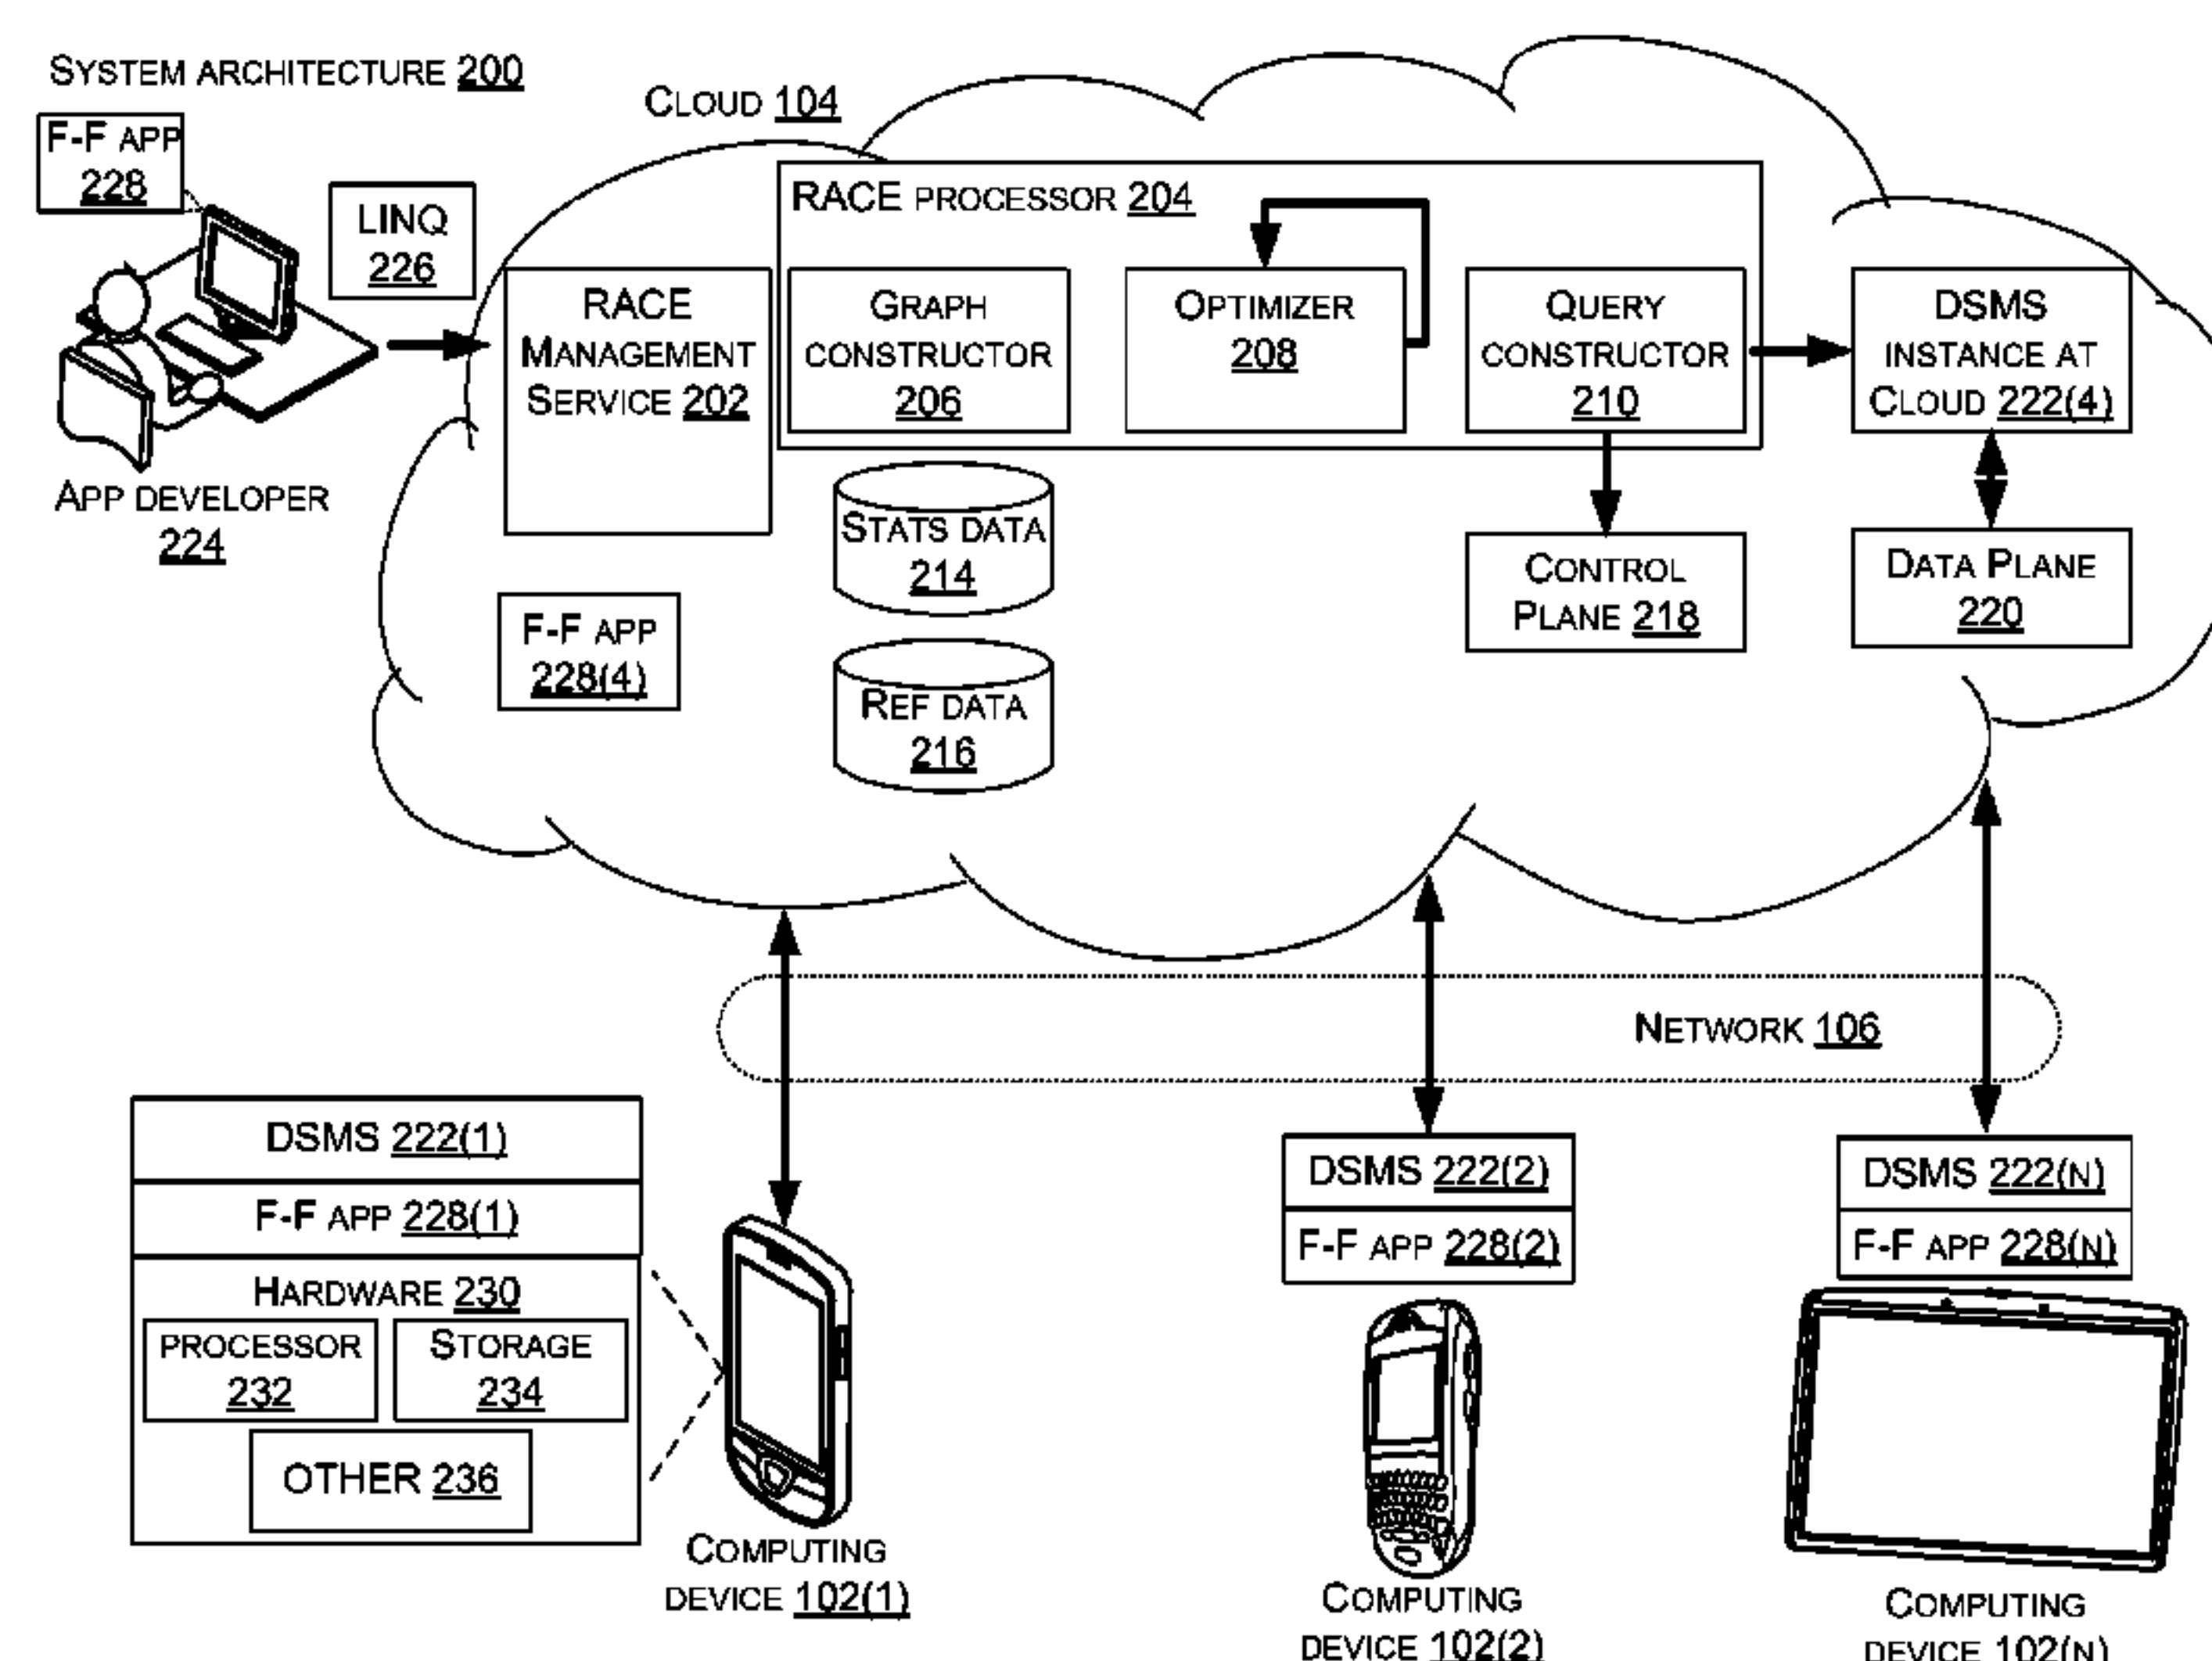 SYSTEM ARCHITECTURE 200
F-F APP
228
LINQ
226
APP DEVELOPER
224
CLOUD 104
RACE PROCESSOR 204
RACE
MANAGEMENT
SERVICE 202
GRAPH
CONSTRUCTOR
206
OPTIMIZER
208
QUERY
CONSTRUCTOR
210
DSMS
INSTANCE AT
CLOUD 222(4)
STATS DATA
214
CONTROL
PLANE 218
DATA PLANE
220
F-F APP
228(4)
REF DATA
216
NETWORK 106
DSMS 222(1)
F-F APP 228(1)
HARDWARE 230
PROCESSOR
232
STORAGE
234
OTHER 236
COMPUTING
DEVICE 102(1)
DSMS 222(2)
F-F APP 228(2)
COMPUTING
DEVICE 102(2)
DSMS 222(N)
F-F APP 228(N)
COMPUTING
DEVICE 102(N)